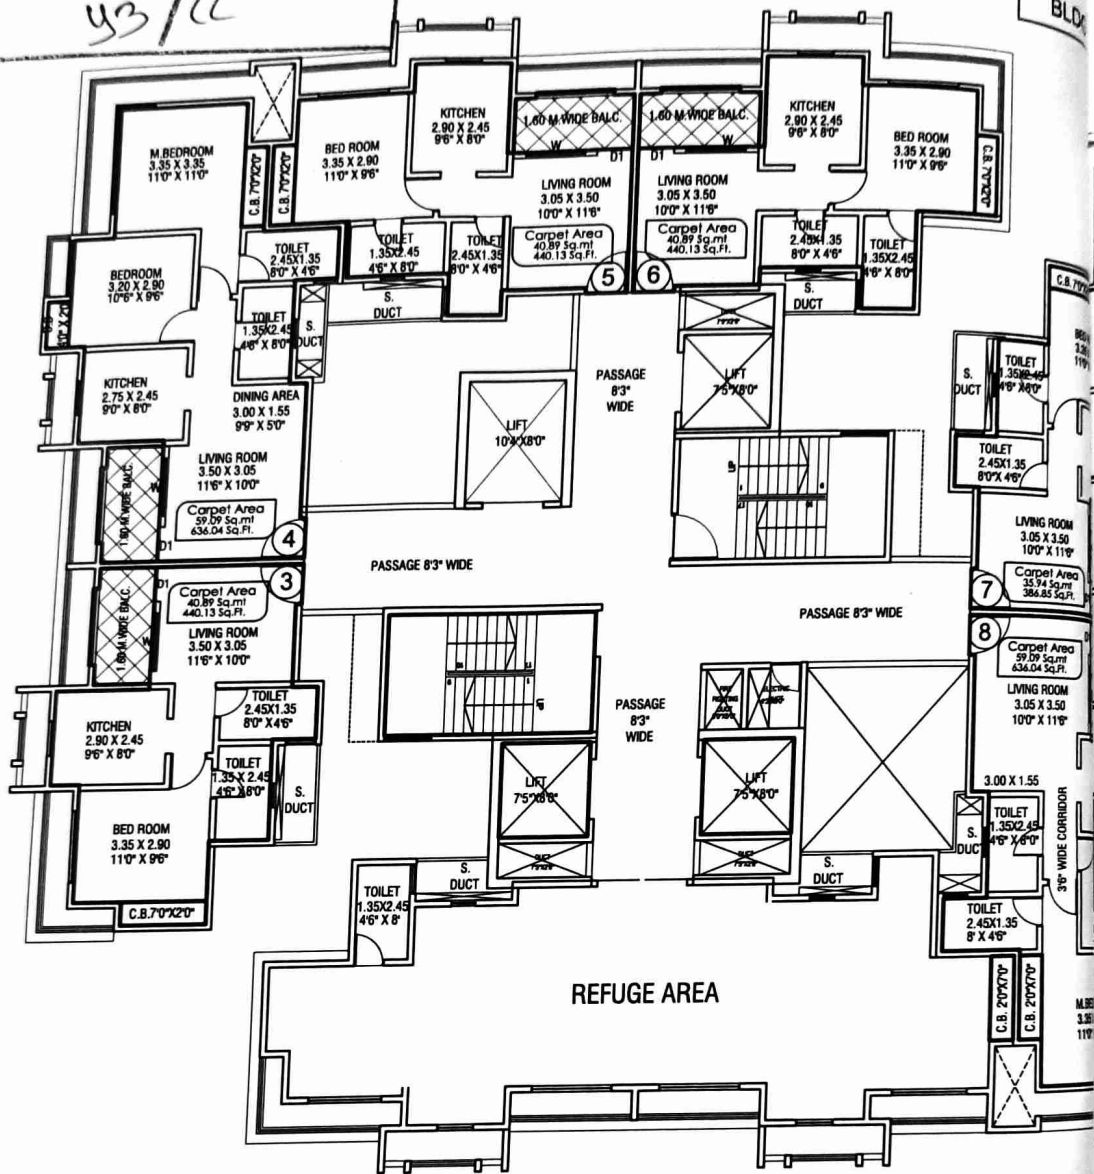 43/22
BLDG
KITCHEN
2.90 X 2.45
9'6" X 8'0"
1.60 M.WIDE BALC.
W
D1
1.60 M.WIDE BALC.
W
D1
KITCHEN
2.90 X 2.45
9'6" X 8'0"
M.BEDROOM
3.35 X 3.35
11'0" X 11'0"
C.B.7'0"X2'0"
C.B.7'0"X2'0"
BED ROOM
3.35 X 2.90
11'0" X 9'6"
LIVING ROOM
3.05 X 3.50
10'0" X 11'6"
Carpet Area
40.89 Sq.mt
440.13 Sq.Ft.
5
LIVING ROOM
3.05 X 3.50
10'0" X 11'6"
Carpet Area
40.89 Sq.mt
440.13 Sq.Ft.
6
BED ROOM
3.35 X 2.90
11'0" X 9'6"
C.B. 7'0"X2'0"
TOILET
2.45X1.35
8'0" X 4'6"
TOILET
1.35X2.45
4'6" X 8'0"
TOILET
2.45X1.35
8'0" X 4'6"
TOILET
2.45X1.35
8'0" X 4'6"
TOILET
1.35X2.45
4'6" X 8'0"
BEDROOM
3.20 X 2.90
10'6" X 9'6"
TOILET
1.35X2.45
4'6" X 8'0"
S.
DUCT
S.
DUCT
S.
DUCT
C.B. 7'0"
KITCHEN
2.75 X 2.45
9'0" X 8'0"
DINING AREA
3.00 X 1.55
9'9" X 5'0"
LIFT
10'4"X8'0"
PASSAGE
8'3"
WIDE
LIFT
7'5"X8'0"
S.
DUCT
TOILET
1.35X2.45
4'6" X 8'0"
TOILET
2.45X1.35
8'0"X 4'6"
LIVING ROOM
3.50 X 3.05
11'6" X 10'0"
Carpet Area
59.09 Sq.mt
636.04 Sq.Ft.
4
1.60 M.WIDE BALC.
W
D1
UP
LIVING ROOM
3.05 X 3.50
10'0" X 11'6"
Carpet Area
35.94 Sq.mt
386.85 Sq.Ft.
7
PASSAGE 8'3" WIDE
D1
1.60 M.WIDE BALC.
W
Carpet Area
40.89 Sq.mt
440.13 Sq.Ft.
3
LIVING ROOM
3.50 X 3.05
11'6" X 10'0"
PASSAGE 8'3" WIDE
8
Carpet Area
59.09 Sq.mt
636.04 Sq.Ft.
LIVING ROOM
3.05 X 3.50
10'0" X 11'6"
UP
KITCHEN
2.90 X 2.45
9'6" X 8'0"
TOILET
2.45X1.35
8'0" X 4'6"
TOILET
1.35 X 2.45
4'6" X 8'0"
S.
DUCT
PASSAGE
8'3"
WIDE
LIFT
7'5"X8'0"
LIFT
7'5"X8'0"
3.00 X 1.55
TOILET
1.35X2.45
4'6" X 8'0"
S.
DUCT
3'6" WIDE CORRIDOR
BED ROOM
3.35 X 2.90
11'0" X 9'6"
C.B.7'0"X2'0"
TOILET
1.35X2.45
4'6" X 8'
S.
DUCT
S.
DUCT
TOILET
2.45X1.35
8' X 4'6"
C.B. 2'0"X7'0"
C.B. 2'0"X7'0"
REFUGE AREA